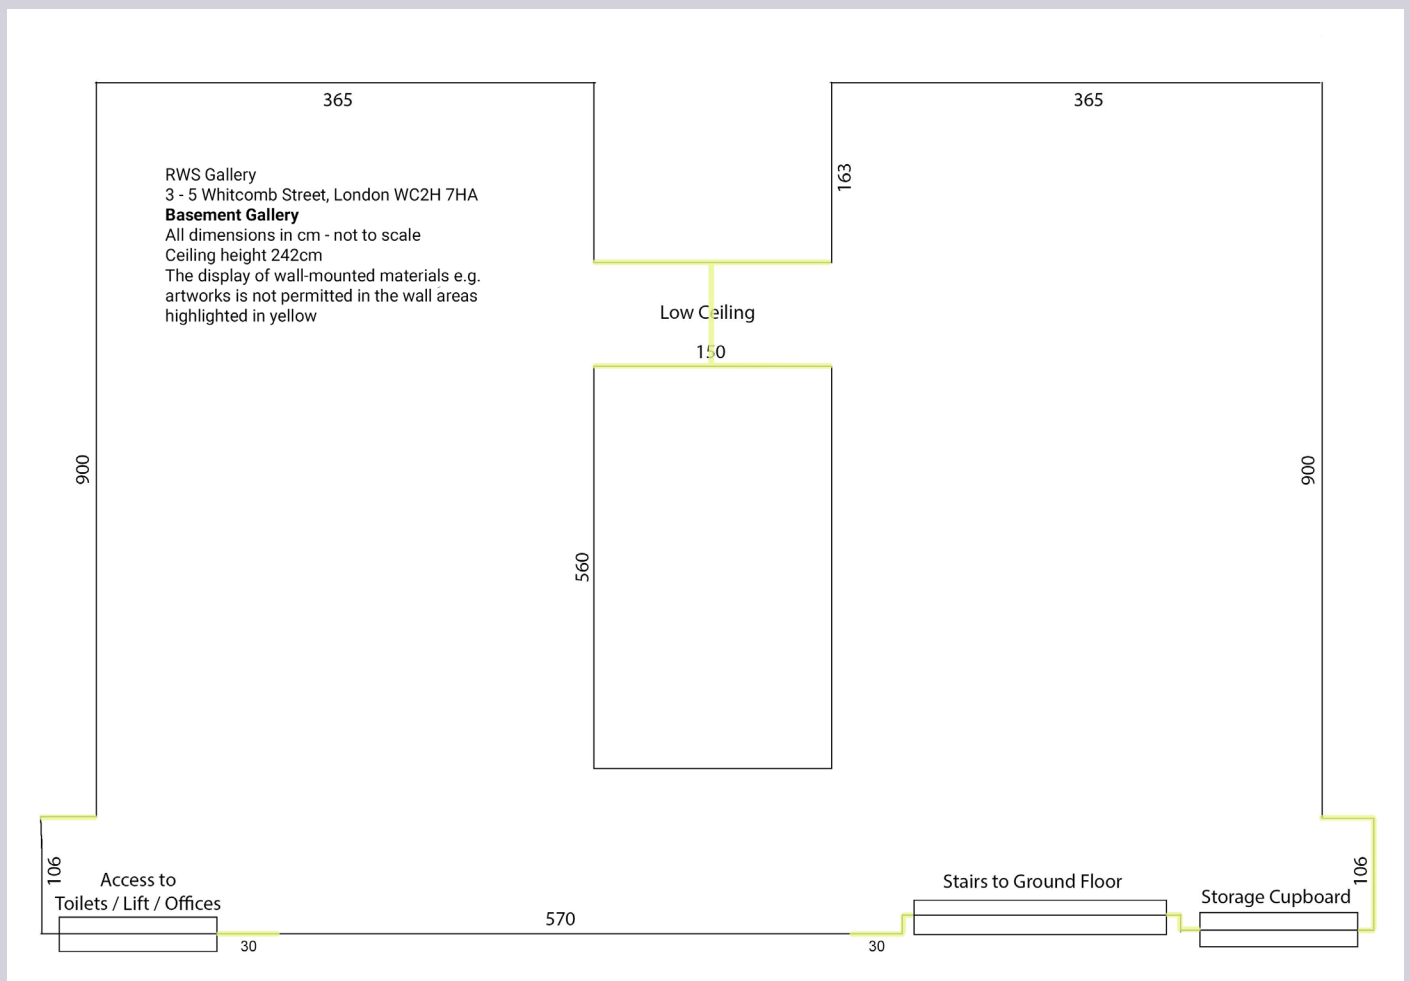 365
365
163
RWS Gallery
3 - 5 Whitcomb Street, London WC2H 7HA
Basement Gallery
All dimensions in cm - not to scale
Ceiling height 242cm
The display of wall-mounted materials e.g.
artworks is not permitted in the wall areas
highlighted in yellow
Low Ceiling
150
900
900
560
106
Access to
Toilets / Lift / Offices
30
570
30
Stairs to Ground Floor
Storage Cupboard
106